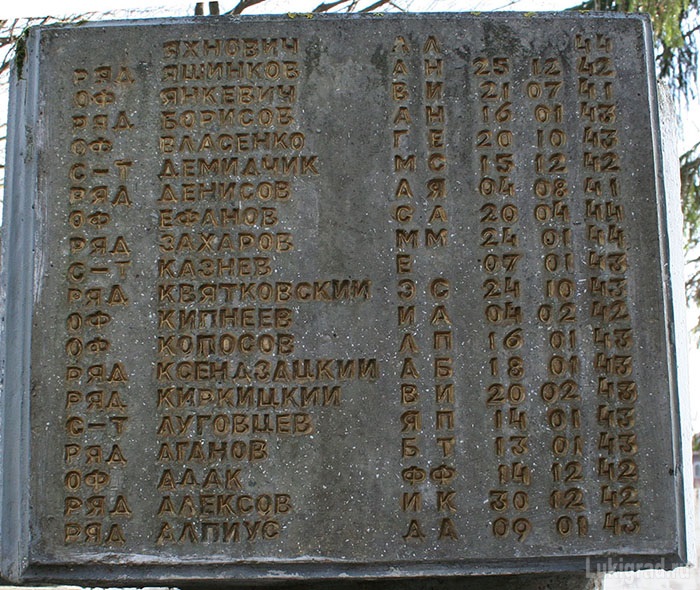 ЯХНОВИЧ А Л 44
РЯД ЯШИНКОВ А Н 25 12 42
ОФ ЯНКЕВИЧ В И 21 07 41
РЯД БОРИСОВ А Н 16 01 43
ОФ ВЛАСЕНКО Г Е 20 10 43
С-Т ДЕМИДЧИК М С 15 12 42
РЯД ДЕНИСОВ А Я 04 08 41
ОФ ЕФАНОВ С А 20 04 44
РЯД ЗАХАРОВ М М 24 01 44
С-Т КАЗНЕВ Е 07 01 43
РЯД КВЯТКОВСКИИ Э С 24 10 43
ОФ КИПНЕЕВ И А 04 02 42
ОФ КОПОСОВ Л П 16 01 43
РЯД КСЕНДЗАЦКИИ А Б 18 01 43
РЯД КИРКИЦКИИ В И 20 02 43
С-Т ЛУГОВЦЕВ Я П 14 01 43
РЯД АГАНОВ Б Т 13 01 43
ОФ АДАК Ф Ф 14 12 42
РЯД АЛЕКСОВ И К 30 12 42
РЯД АЛПИУС Д А 09 01 43
Lukigrad.ru